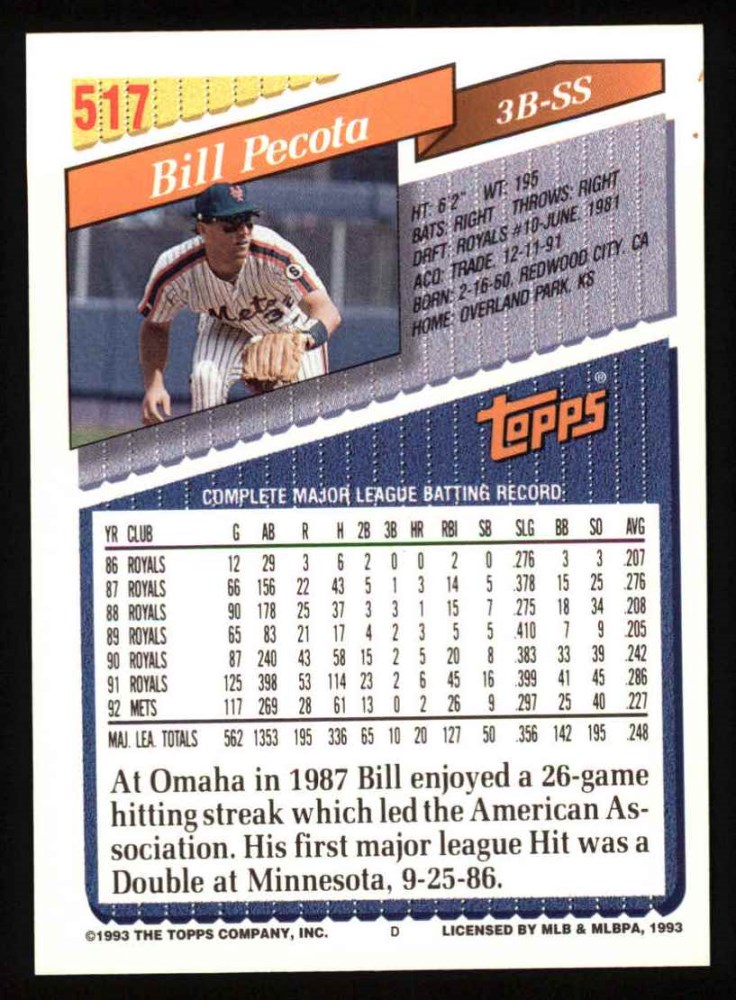 517
Bill Pecota
3B-SS
HT: 6'2" WT: 195
BATS: RIGHT THROWS: RIGHT
DRFT: ROYALS #10-JUNE, 1981
ACQ: TRADE, 12-11-91
BORN: 2-16-60, REDWOOD CITY, CA
HOME: OVERLAND PARK, KS
Mets
TOPPS®
COMPLETE MAJOR LEAGUE BATTING RECORD
YR CLUB G AB R H 2B 3B HR RBI SB SLG BB SO AVG
86 ROYALS 12 29 3 6 2 0 0 2 0 .276 3 3 .207
87 ROYALS 66 156 22 43 5 1 3 14 5 .378 15 25 .276
88 ROYALS 90 178 25 37 3 3 1 15 7 .275 18 34 .208
89 ROYALS 65 83 21 17 4 2 3 5 5 .410 7 9 .205
90 ROYALS 87 240 43 58 15 2 5 20 8 .383 33 39 .242
91 ROYALS 125 398 53 114 23 2 6 45 16 .399 41 45 .286
92 METS 117 269 28 61 13 0 2 26 9 .297 25 40 .227
MAJ. LEA. TOTALS 562 1353 195 336 65 10 20 127 50 .356 142 195 .248
At Omaha in 1987 Bill enjoyed a 26-game
hitting streak which led the American As-
sociation. His first major league Hit was a
Double at Minnesota, 9-25-86.
©1993 THE TOPPS COMPANY, INC. D LICENSED BY MLB & MLBPA, 1993